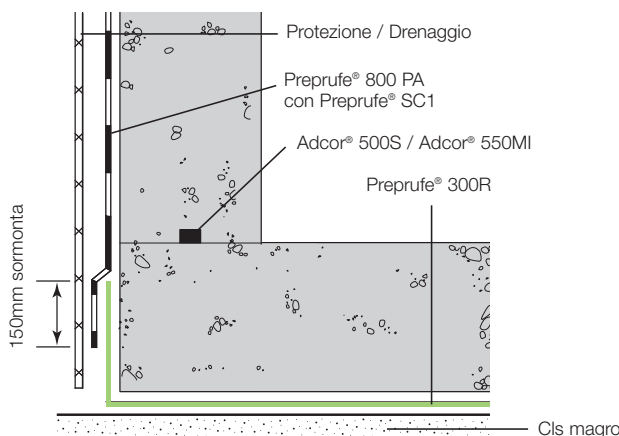 Protezione / Drenaggio
Preprufe® 800 PA
con Preprufe® SC1
Adcor® 500S / Adcor® 550MI
Preprufe® 300R
150mm sormonta
Cls magro